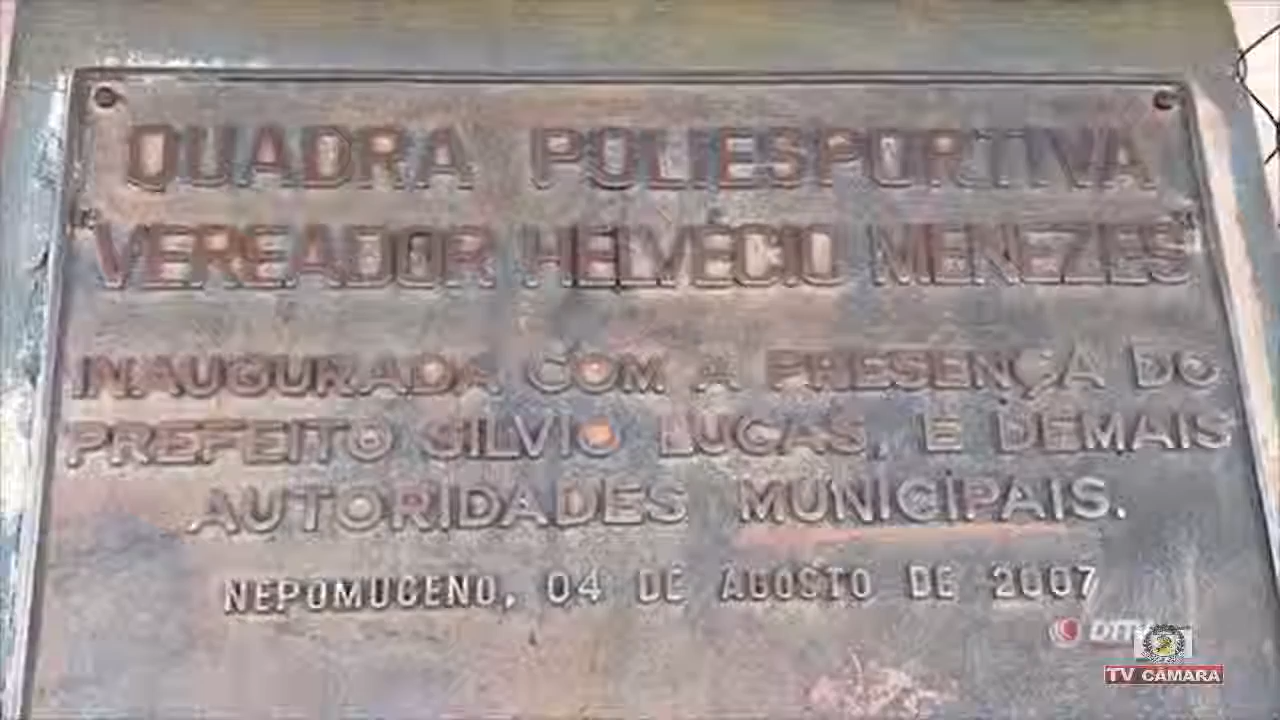 QUADRA POLIESPORTIVA
"VEREADOR HELVÉCIO MENEZES"
INAUGURADA COM A PRESENÇA DO
PREFEITO SILVIO LUCAS, E DEMAIS
AUTORIDADES MUNICIPAIS.
NEPOMUCENO, 04 DE AGOSTO DE 2007
TV CÂMARA